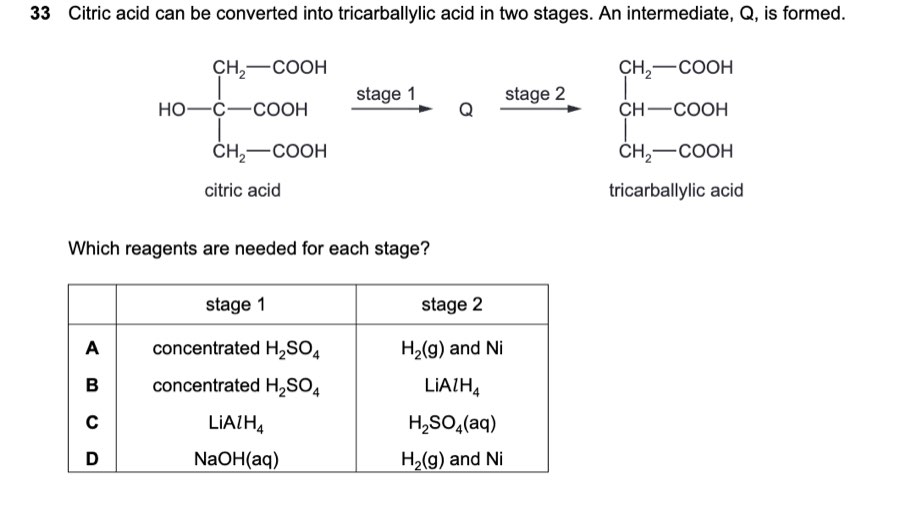 33 Citric acid can be converted into tricarballylic acid in two stages. An intermediate, Q, is formed.
CH₂—COOH
HO—C—COOH
CH₂—COOH
citric acid
stage 1
Q
stage 2
CH₂—COOH
CH—COOH
CH₂—COOH
tricarballylic acid
Which reagents are needed for each stage?
stage 1 stage 2
A concentrated H₂SO₄ H₂(g) and Ni
B concentrated H₂SO₄ LiAlH₄
C LiAlH₄ H₂SO₄(aq)
D NaOH(aq) H₂(g) and Ni